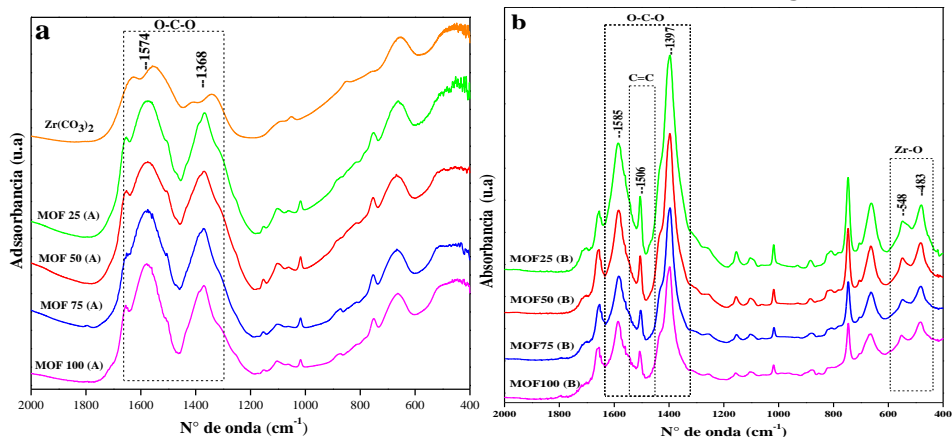 a
O-C-O
--1574
--1368
Zr(CO3)2
MOF 25 (A)
MOF 50 (A)
MOF 75 (A)
MOF 100 (A)
Adsaorbancia (u.a)
2000 1800 1600 1400 1200 1000 800 600 400
N° de onda (cm-1)
b
O-C-O
--1397
C=C
--1585
--1506
Zr-O
--548
--483
MOF25 (B)
MOF50 (B)
MOF75 (B)
MOF100 (B)
Absorbancia (u.a)
2000 1800 1600 1400 1200 1000 800 600 400
N° de onda (cm-1)